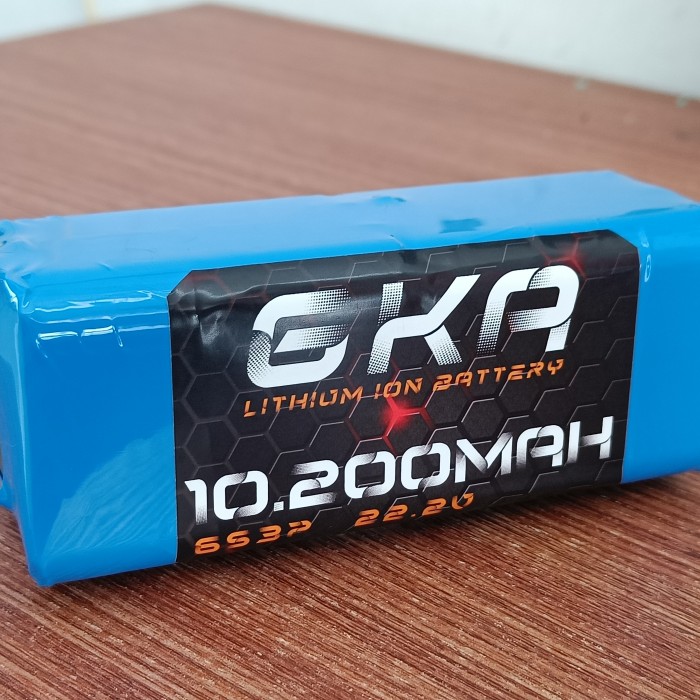 EKA
LITHIUM ION BATTERY
10.200MAH
6S3P 22.2V